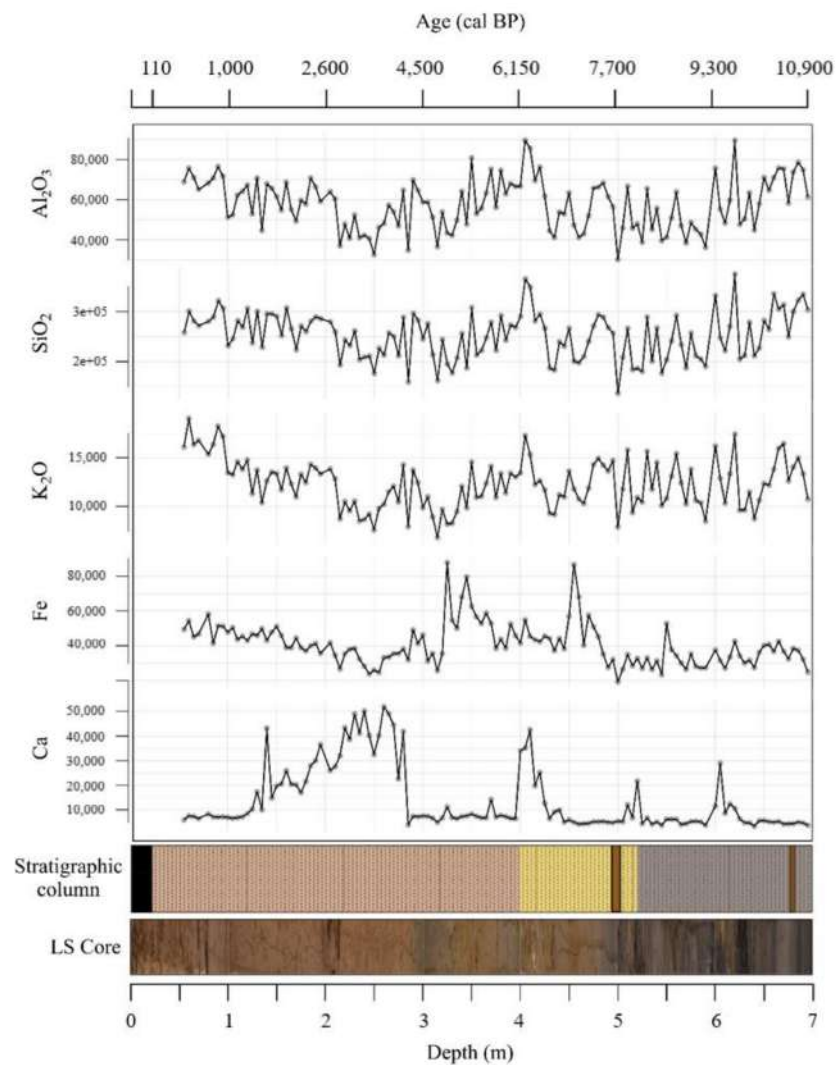 Age (cal BP)
110 1,000 2,600 4,500 6,150 7,700 9,300 10,900
Al₂O₃
80,000
60,000
40,000
SiO₂
3e+05
2e+05
K₂O
15,000
10,000
Fe
80,000
60,000
40,000
Ca
50,000
40,000
30,000
20,000
10,000
Stratigraphic
column
LS Core
0 1 2 3 4 5 6 7
Depth (m)